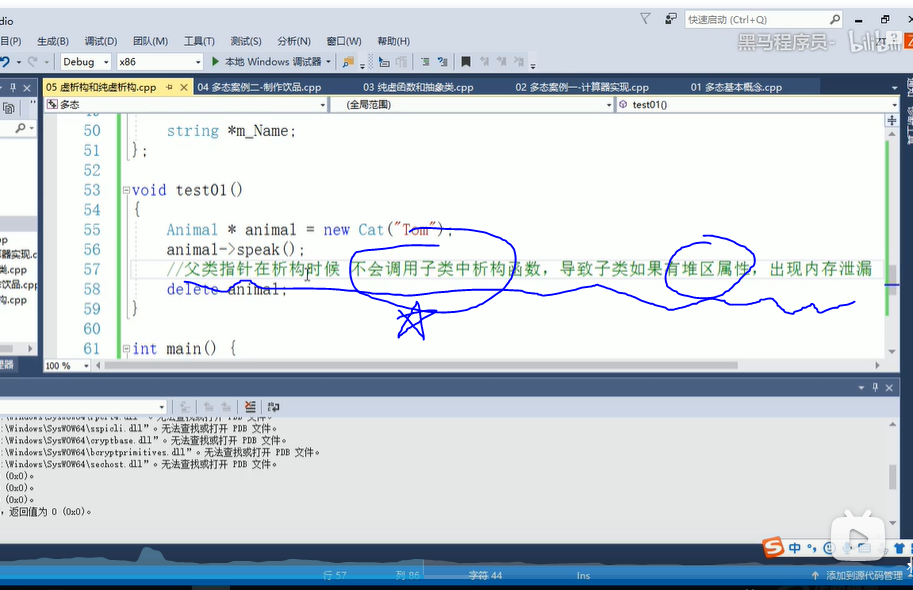 dio
快速启动 (Ctrl+Q)
目(P) 生成(B) 调试(D) 团队(M) 工具(T) 测试(S) 分析(N) 窗口(W) 帮助(H)
黑马程序员- bilibili
Debug x86 本地 Windows 调试器
05 虚析构和纯虚析构.cpp 04 多态案例二-制作饮品.cpp 03 纯虚函数和抽象类.cpp 02 多态案例一-计算器实现.cpp 01 多态基本概念.cpp
多态 (全局范围) test01()
50 string *m_Name;
51 };
52
53 void test01()
54 {
55 Animal * animal = new Cat("Tom");
56 animal->speak();
57 //父类指针在析构时候 不会调用子类中析构函数，导致子类如果有堆区属性，出现内存泄漏
58 delete animal;
59 }
60
61 int main() {
pp
算器实现.c
类.cpp
作饮品.cpp
构.cpp
理器
100 %
:\Windows\SysWOW64\sspicli.dll”。无法查找或打开 PDB 文件。
:\Windows\SysWOW64\cryptbase.dll”。无法查找或打开 PDB 文件。
:\Windows\SysWOW64\bcryptprimitives.dll”。无法查找或打开 PDB 文件。
:\Windows\SysWOW64\sechost.dll”。无法查找或打开 PDB 文件。
(0x0)。
(0x0)。
(0x0)。
，返回值为 0 (0x0)。
中
行 57 列 86 字符 44 Ins 添加到源代码管理